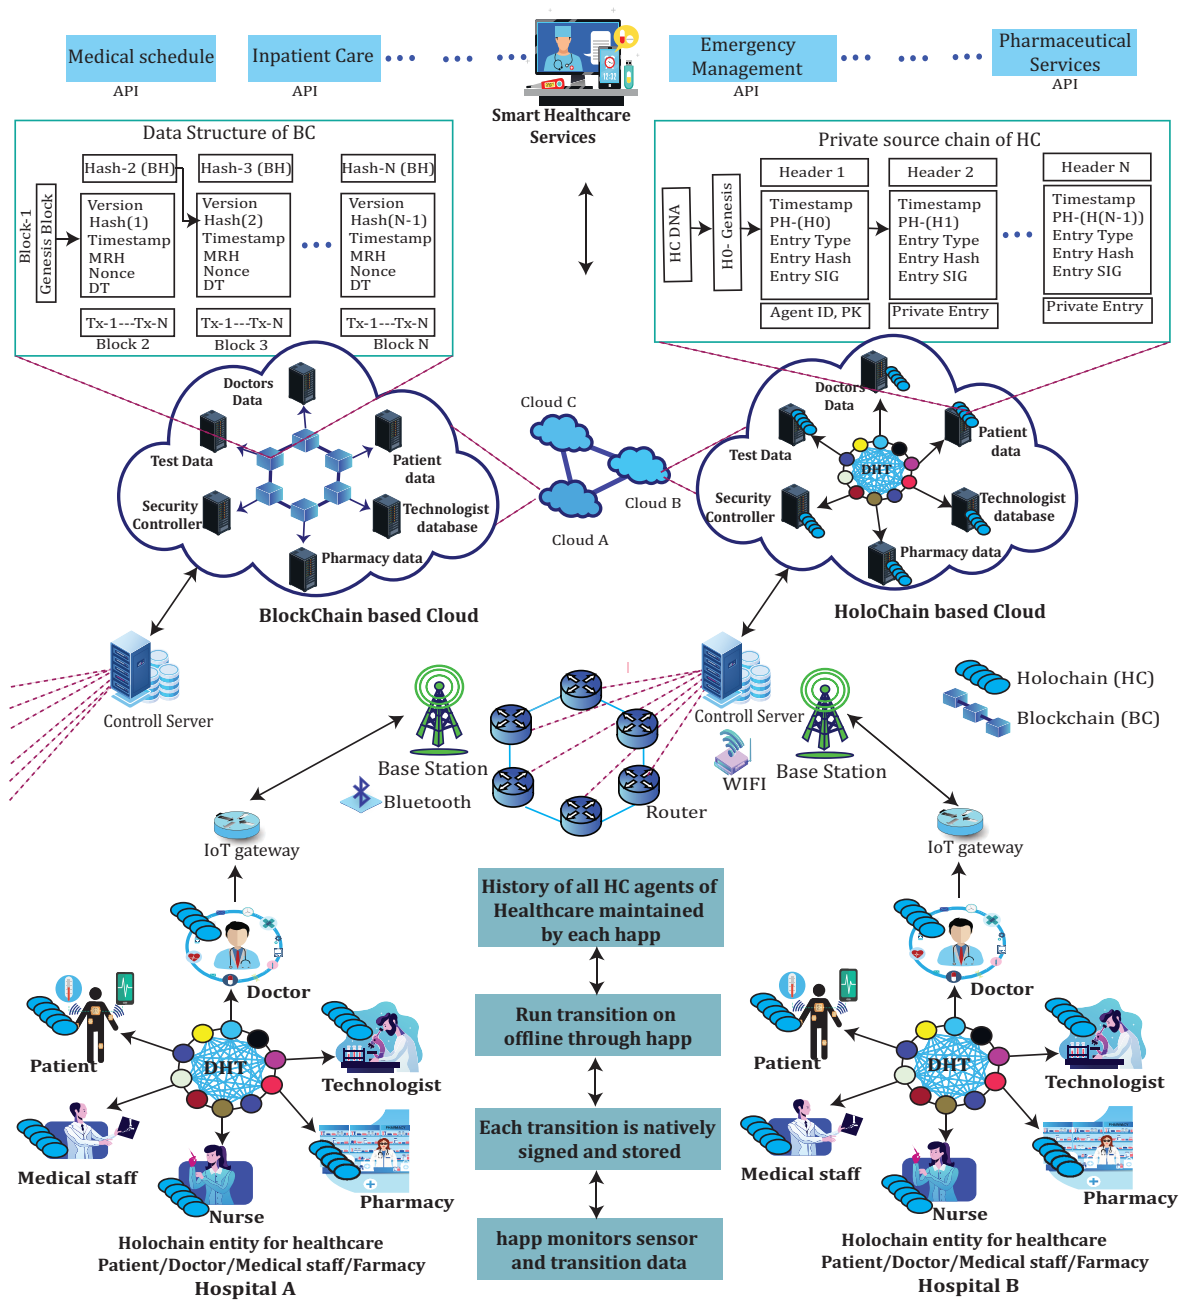 Medical schedule
API
Inpatient Care
API
Smart Healthcare
Services
Emergency
Management
API
Pharmaceutical
Services
API
Data Structure of BC
Block-1
Genesis Block
Hash-2 (BH)
Version
Hash(1)
Timestamp
MRH
Nonce
DT
Tx-1---Tx-N
Block 2
Hash-3 (BH)
Version
Hash(2)
Timestamp
MRH
Nonce
DT
Tx-1---Tx-N
Block 3
Hash-N (BH)
Version
Hash(N-1)
Timestamp
MRH
Nonce
DT
Tx-1---Tx-N
Block N
Private source chain of HC
HC DNA
H0- Genesis
Header 1
Timestamp
PH-(H0)
Entry Type
Entry Hash
Entry SIG
Agent ID, PK
Header 2
Timestamp
PH-(H1)
Entry Type
Entry Hash
Entry SIG
Private Entry
Header N
Timestamp
PH-(H(N-1))
Entry Type
Entry Hash
Entry SIG
Private Entry
Doctors
Data
Test Data
Patient
data
Security
Controller
Technologist
database
Pharmacy data
BlockChain based Cloud
Cloud C
Cloud B
Cloud A
Doctors
Data
Test Data
DHT
Patient
data
Security
Controller
Technologist
database
Pharmacy data
HoloChain based Cloud
Controll Server
Base Station
Bluetooth
Router
Controll Server
WIFI
Base Station
Holochain (HC)
Blockchain (BC)
IoT gateway
IoT gateway
Doctor
Patient
DHT
Technologist
Medical staff
Nurse
PHARMACY
Pharmacy
Holochain entity for healthcare
Patient/Doctor/Medical staff/Farmacy
Hospital A
History of all HC agents of
Healthcare maintained
by each happ
Run transition on
offline through happ
Each transition is natively
signed and stored
happ monitors sensor
and transition data
Doctor
Patient
DHT
Technologist
Medical staff
Nurse
PHARMACY
Pharmacy
Holochain entity for healthcare
Patient/Doctor/Medical staff/Farmacy
Hospital B